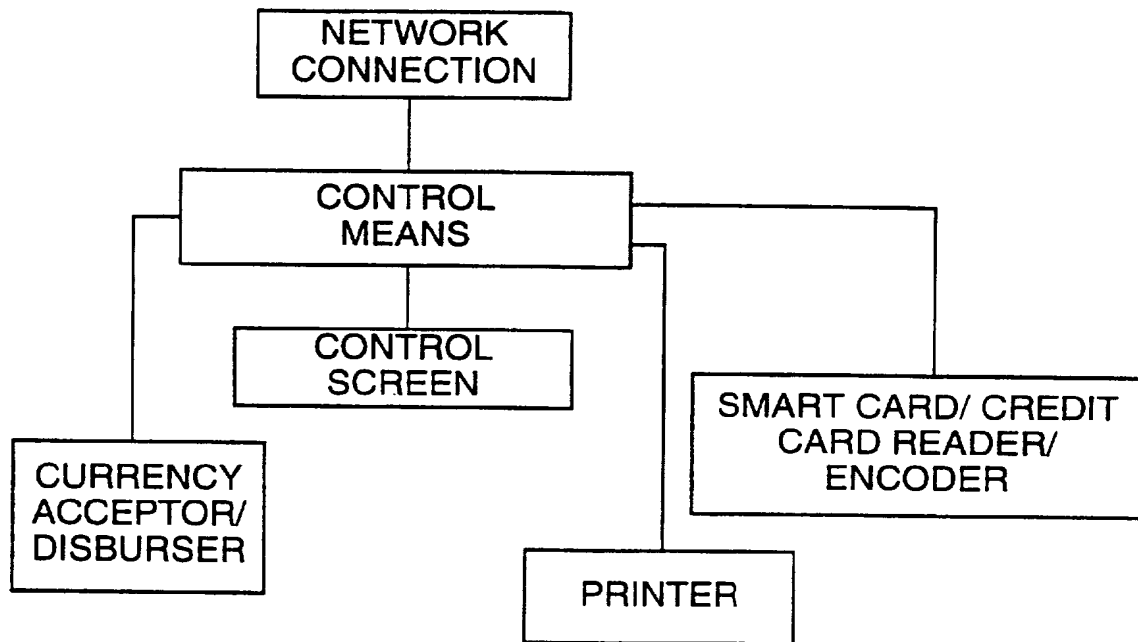 NETWORK
CONNECTION
CONTROL
MEANS
CONTROL
SCREEN
SMART CARD/ CREDIT
CARD READER/
ENCODER
CURRENCY
ACCEPTOR/
DISBURSER
PRINTER